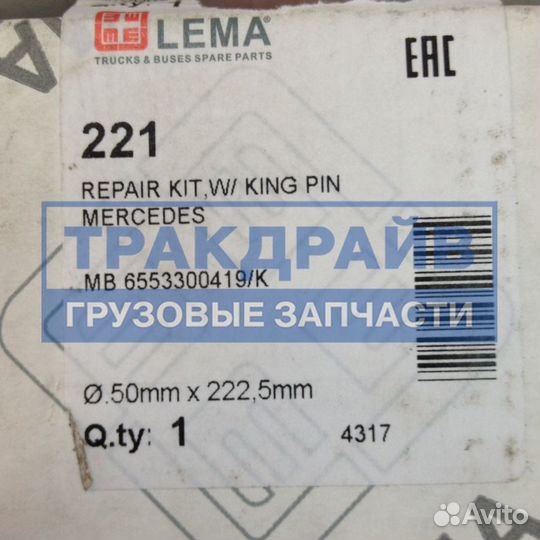 LEMA
TRUCKS & BUSES SPARE PARTS
EAC
221
REPAIR KIT,W/ KING PIN
MERCEDES
ТРАКДРАЙВ
MB 6553300419/K
ГРУЗОВЫЕ ЗАПЧАСТИ
Ø.50mm x 222,5mm
Q.ty: 1
4317
Avito